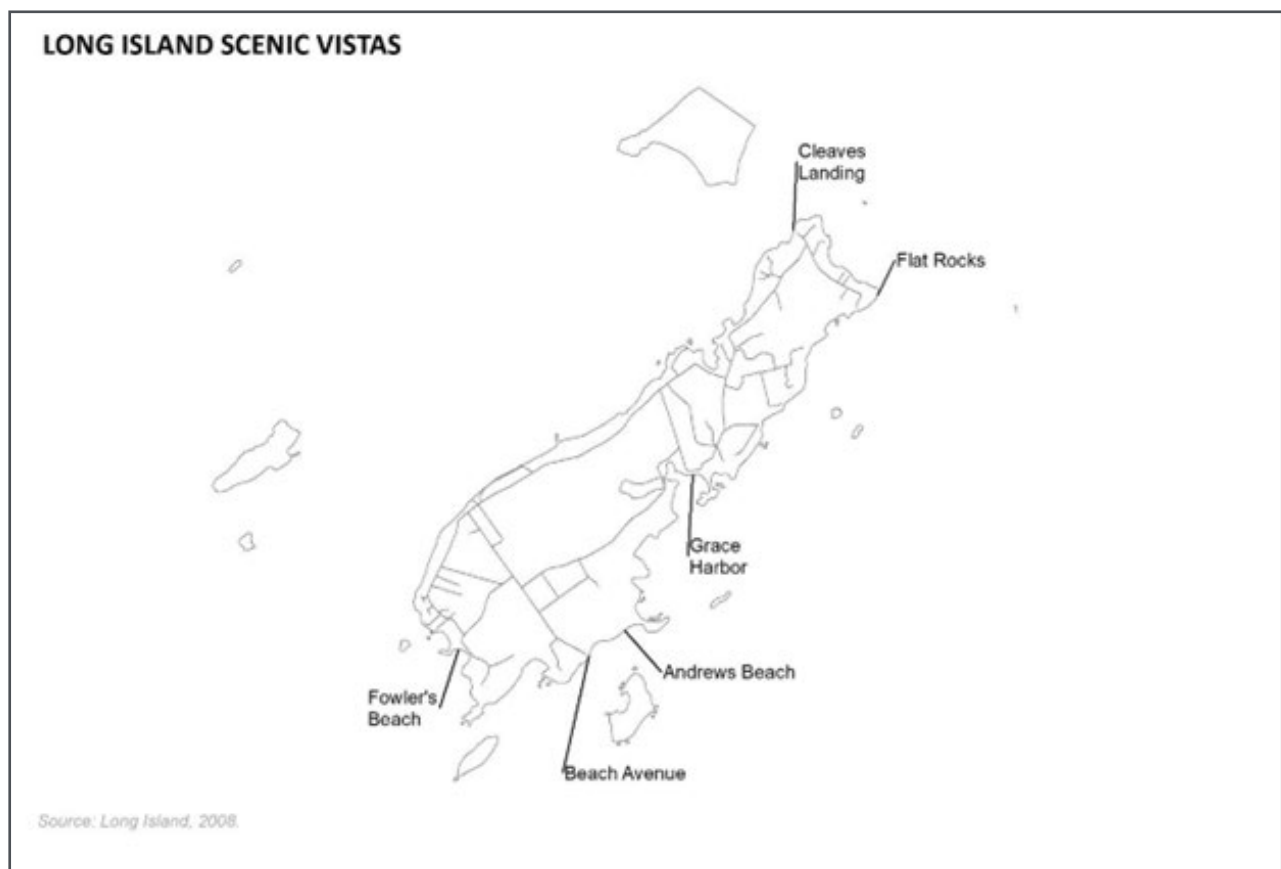 LONG ISLAND SCENIC VISTAS
Cleaves
Landing
Flat Rocks
Grace
Harbor
Andrews Beach
Fowler's
Beach
Beach Avenue
Source: Long Island, 2008.